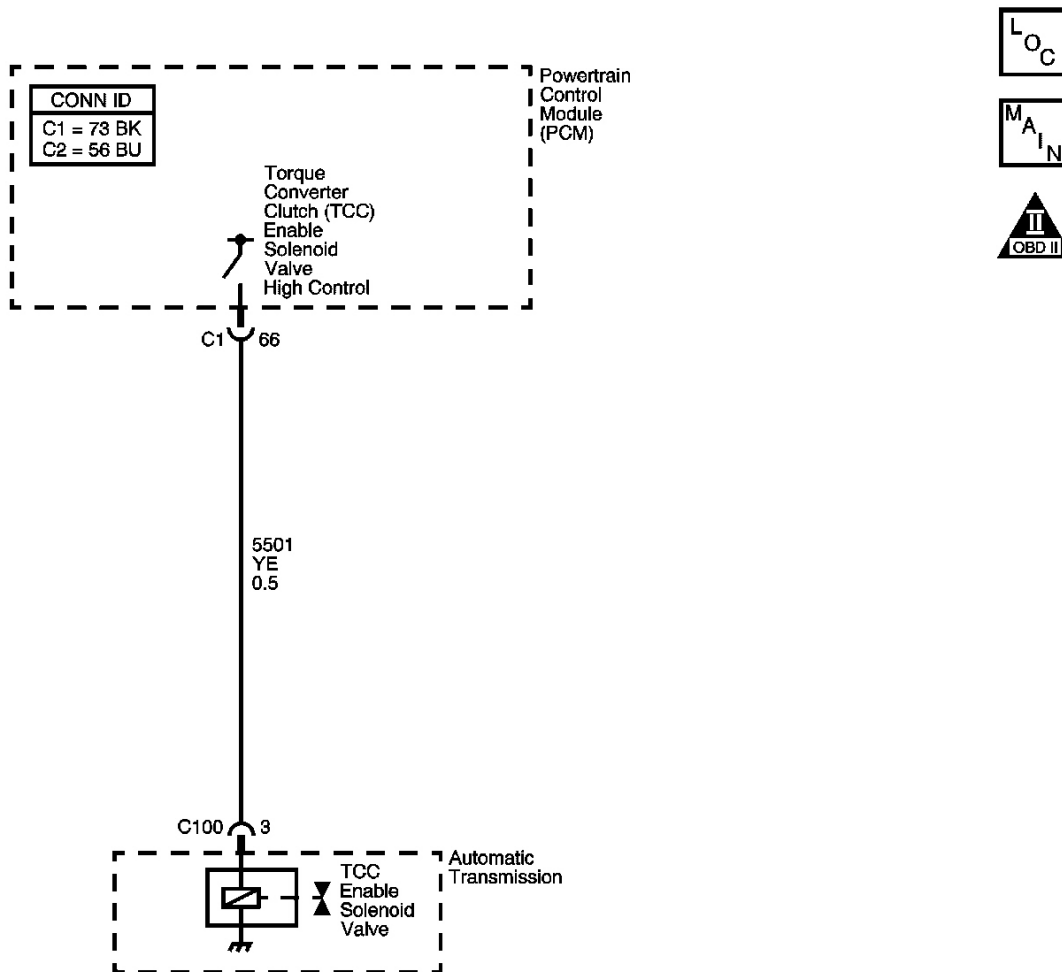 LOC
Powertrain
Control
Module
(PCM)
CONN ID
C1 = 73 BK
C2 = 56 BU
MAIN
Torque
Converter
Clutch (TCC)
Enable
Solenoid
Valve
High Control
II
OBD II
C1 66
5501
YE
0.5
C100 3
Automatic
Transmission
TCC
Enable
Solenoid
Valve